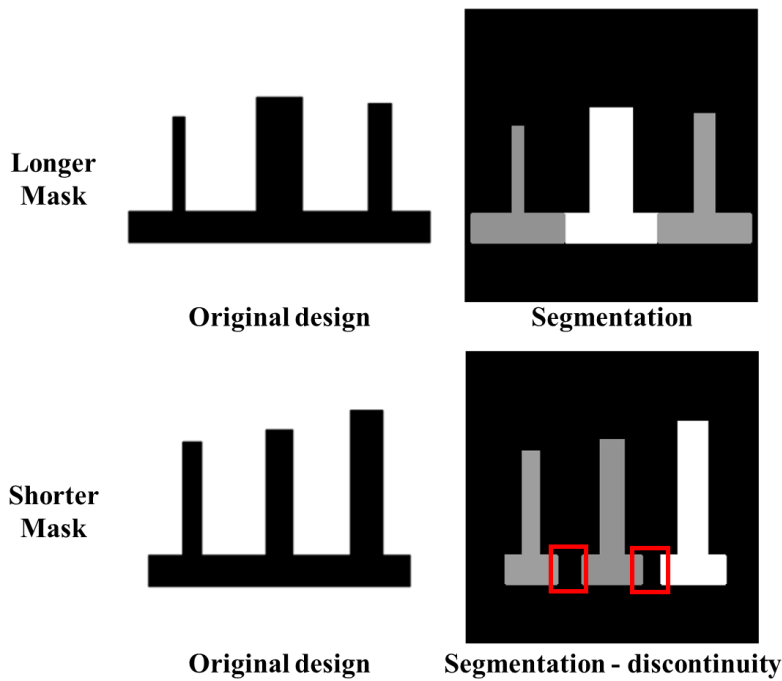 Longer
Mask
Original design
Segmentation
Shorter
Mask
Original design
Segmentation - discontinuity